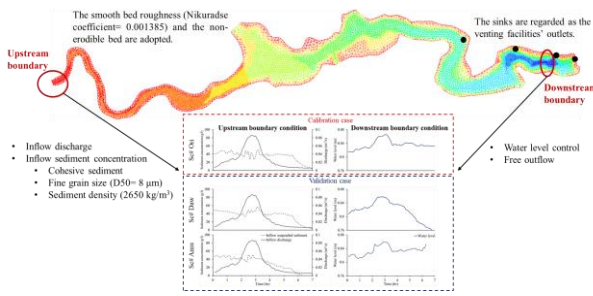 The smooth bed roughness (Nikuradse
coefficient= 0.001385) and the non-
erodible bed are adopted.
The sinks are regarded as the
venting facilities' outlets.
Upstream
boundary
Downstream
boundary
• Inflow discharge
• Inflow sediment concentration
• Cohesive sediment
• Fine grain size (D50= 8 μm)
• Sediment density (2650 kg/m³)
• Water level control
• Free outflow
Calibration case
Upstream boundary condition
Downstream boundary condition
Validation case
Inflow suspended sediment
Inflow discharge
Water level